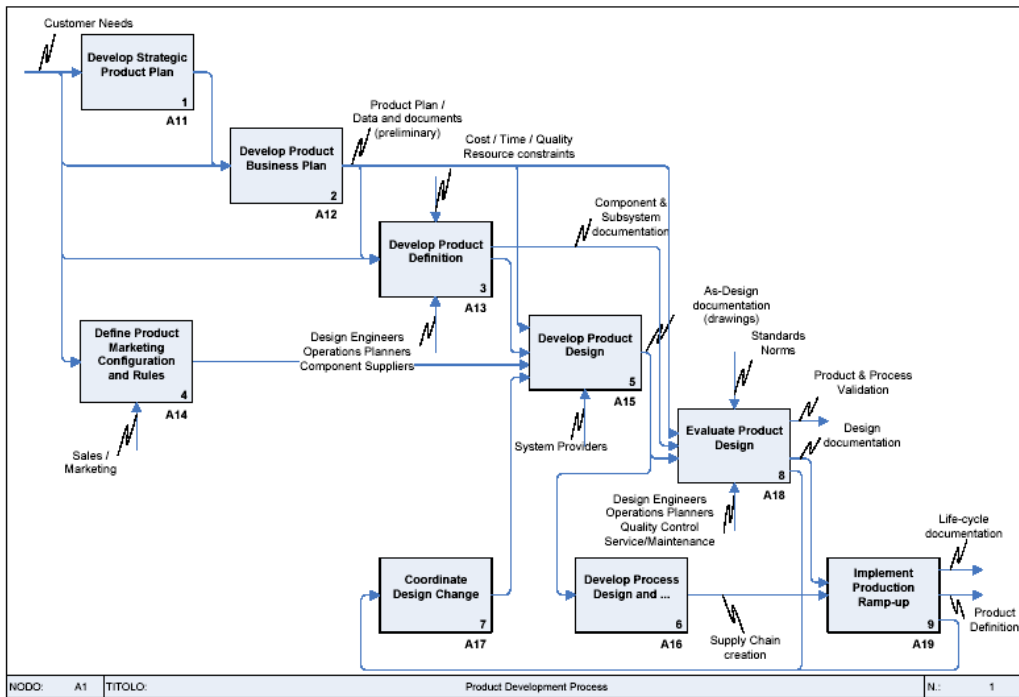 Customer Needs
Develop Strategic
Product Plan
1
A11
Product Plan /
Data and documents
(preliminary)
Develop Product
Business Plan
2
A12
Cost / Time / Quality
Resource constraints
Component &
Subsystem
documentation
Develop Product
Definition
3
A13
Design Engineers
Operations Planners
Component Suppliers
As-Design
documentation
(drawings)
Define Product
Marketing
Configuration
and Rules
4
A14
Sales /
Marketing
Develop Product
Design
5
A15
System Providers
Standards
Norms
Product & Process
Validation
Design
documentation
Evaluate Product
Design
8
A18
Design Engineers
Operations Planners
Quality Control
Service/Maintenance
Coordinate
Design Change
7
A17
Develop Process
Design and ...
6
A16
Supply Chain
creation
Implement
Production
Ramp-up
9
A19
Life-cycle
documentation
Product
Definition
NODO: A1 TITOLO: Product Development Process N.: 1